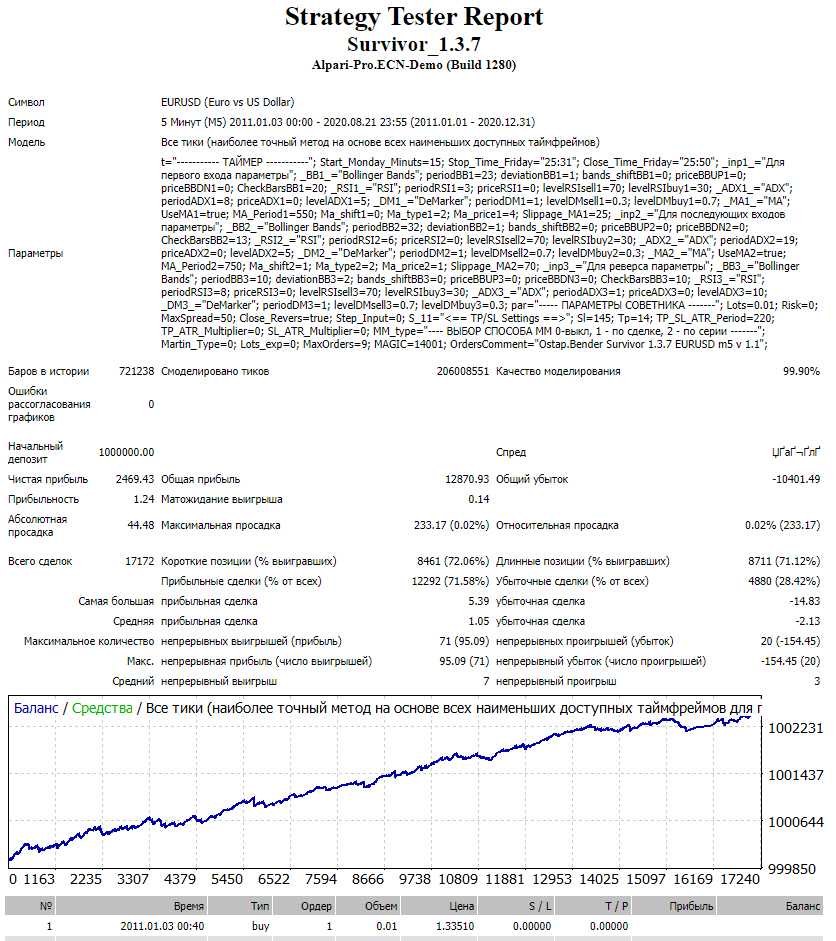 Strategy Tester Report
Survivor_1.3.7
Alpari-Pro.ECN-Demo (Build 1280)
Символ EURUSD (Euro vs US Dollar)
Период 5 Минут (M5) 2011.01.03 00:00 - 2020.08.21 23:55 (2011.01.01 - 2020.12.31)
Модель Все тики (наиболее точный метод на основе всех наименьших доступных таймфреймов)
Параметры
t="----------- ТАЙМЕР -----------"; Start_Monday_Minuts=15; Stop_Time_Friday="25:31"; Close_Time_Friday="25:50"; _inp1_="Для
первого входа параметры"; _BB1_="Bollinger Bands"; periodBB1=23; deviationBB1=1; bands_shiftBB1=0; priceBBUP1=0;
priceBBDN1=0; CheckBarsBB1=20; _RSI1_="RSI"; periodRSI1=3; priceRSI1=0; levelRSIsell1=70; levelRSIbuy1=30; _ADX1_="ADX";
periodADX1=8; priceADX1=0; levelADX1=5; _DM1_="DeMarker"; periodDM1=1; levelDMsell1=0.3; levelDMbuy1=0.7; _MA1_="MA";
UseMA1=true; MA_Period1=550; Ma_shift1=0; Ma_type1=2; Ma_price1=4; Slippage_MA1=25; _inp2_="Для последующих входов
параметры"; _BB2_="Bollinger Bands"; periodBB2=32; deviationBB2=1; bands_shiftBB2=0; priceBBUP2=0; priceBBDN2=0;
CheckBarsBB2=13; _RSI2_="RSI"; periodRSI2=6; priceRSI2=0; levelRSIsell2=70; levelRSIbuy2=30; _ADX2_="ADX"; periodADX2=19;
priceADX2=0; levelADX2=5; _DM2_="DeMarker"; periodDM2=1; levelDMsell2=0.7; levelDMbuy2=0.3; _MA2_="MA"; UseMA2=true;
MA_Period2=750; Ma_shift2=1; Ma_type2=2; Ma_price2=1; Slippage_MA2=70; _inp3_="Для реверса параметры"; _BB3_="Bollinger
Bands"; periodBB3=10; deviationBB3=2; bands_shiftBB3=0; priceBBUP3=0; priceBBDN3=0; CheckBarsBB3=10; _RSI3_="RSI";
periodRSI3=8; priceRSI3=0; levelRSIsell3=70; levelRSIbuy3=30; _ADX3_="ADX"; periodADX3=1; priceADX3=0; levelADX3=10;
_DM3_="DeMarker"; periodDM3=1; levelDMsell3=0.7; levelDMbuy3=0.3; par="----- ПАРАМЕТРЫ СОВЕТНИКА -------"; Lots=0.01; Risk=0;
MaxSpread=50; Close_Revers=true; Step_Input=0; S_11="<== TP/SL Settings ==>"; Sl=145; Tp=14; TP_SL_ATR_Period=220;
TP_ATR_Multiplier=0; SL_ATR_Multiplier=0; MM_type="---- ВЫБОР СПОСОБА ММ 0-выкл, 1 - по сделке, 2 - по серии -------";
Martin_Type=0; Lots_exp=0; MaxOrders=9; MAGIC=14001; OrdersComment="Ostap.Bender Survivor 1.3.7 EURUSD m5 v 1.1";
Баров в истории 721238 Смоделировано тиков 206008551 Качество моделирования 99.90%
Ошибки
рассогласования 0
графиков
Начальный
депозит 1000000.00 Спред ЏҐаҐ¬ҐлҐ
Чистая прибыль 2469.43 Общая прибыль 12870.93 Общий убыток -10401.49
Прибыльность 1.24 Матожидание выигрыша 0.14
Абсолютная
просадка 44.48 Максимальная просадка 233.17 (0.02%) Относительная просадка 0.02% (233.17)
Всего сделок 17172 Короткие позиции (% выигравших) 8461 (72.06%) Длинные позиции (% выигравших) 8711 (71.12%)
Прибыльные сделки (% от всех) 12292 (71.58%) Убыточные сделки (% от всех) 4880 (28.42%)
Самая большая прибыльная сделка 5.39 убыточная сделка -14.83
Средняя прибыльная сделка 1.05 убыточная сделка -2.13
Максимальное количество непрерывных выигрышей (прибыль) 71 (95.09) непрерывных проигрышей (убыток) 20 (-154.45)
Макс. непрерывная прибыль (число выигрышей) 95.09 (71) непрерывный убыток (число проигрышей) -154.45 (20)
Средний непрерывный выигрыш 7 непрерывный проигрыш 3
Баланс / Средства / Все тики (наиболее точный метод на основе всех наименьших доступных таймфреймов для г
1002231
1001437
1000644
999850
0 1163 2235 3307 4379 5450 6522 7594 8666 9738 10809 11881 12953 14025 15097 16169 17240
№ Время Тип Ордер Объем Цена S / L T / P Прибыль Баланс
1 2011.01.03 00:40 buy 1 0.01 1.33510 0.00000 0.00000